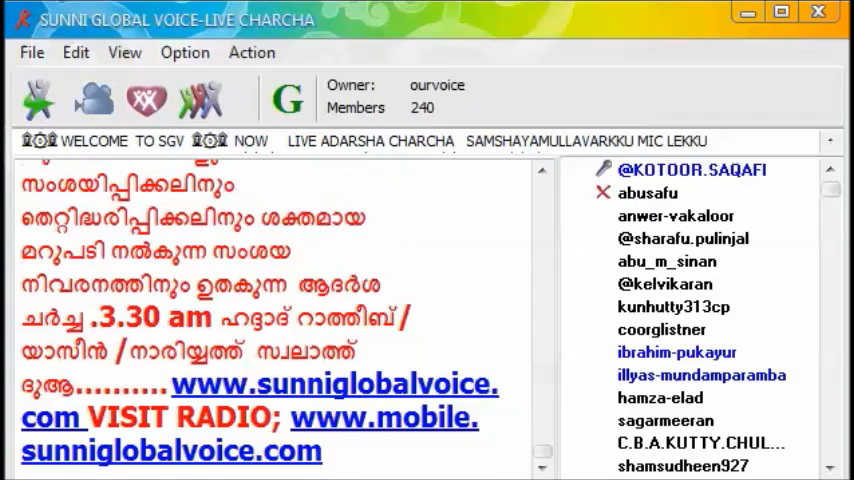 SUNNI GLOBAL VOICE-LIVE CHARCHA
File Edit View Option Action
G
Owner: ourvoice
Members 240
WELCOME TO SGV NOW LIVE ADARSHA CHARCHA SAMSHAYAMULLAVARKKU MIC LEKKU
സംശയിപ്പിക്കലിനും
തെറ്റിദ്ധരിപ്പിക്കലിനും ശക്തമായ
മറുപടി നൽകുന്ന സംശയ
നിവരനത്തിനും ഉതകുന്ന ആദർശ
ചർച്ച .3.30 am ഹദ്ദാദ് റാത്തീബ്/
യാസീൻ /നാരിയ്യത്ത് സ്വലാത്ത്
ദുആ.......... www.sunniglobalvoice.
com VISIT RADIO; www.mobile.
sunniglobalvoice.com
@KOTOOR.SAQAFI
abusafu
anwer-vakaloor
@sharafu.pulinjal
abu_m_sinan
@kelvikaran
kunhutty313cp
coorglistner
ibrahim-pukayur
illyas-mundamparamba
hamza-elad
sagarmeeran
C.B.A.KUTTY.CHUL...
shamsudheen927